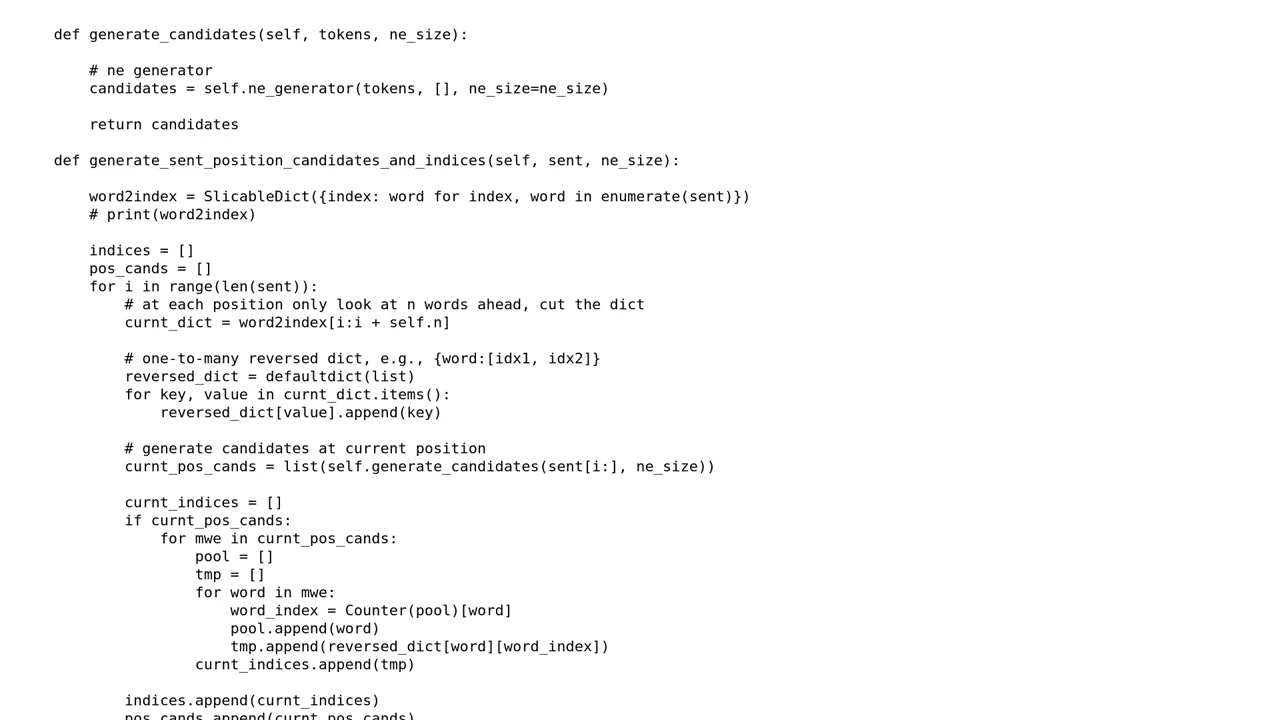 def generate_candidates(self, tokens, ne_size):
# ne generator
candidates = self.ne_generator(tokens, [], ne_size=ne_size)
return candidates
def generate_sent_position_candidates_and_indices(self, sent, ne_size):
word2index = SlicableDict({index: word for index, word in enumerate(sent)})
# print(word2index)
indices = []
pos_cands = []
for i in range(len(sent)):
# at each position only look at n words ahead, cut the dict
curnt_dict = word2index[i:i + self.n]
# one-to-many reversed dict, e.g., {word:[idx1, idx2]}
reversed_dict = defaultdict(list)
for key, value in curnt_dict.items():
reversed_dict[value].append(key)
# generate candidates at current position
curnt_pos_cands = list(self.generate_candidates(sent[i:], ne_size))
curnt_indices = []
if curnt_pos_cands:
for mwe in curnt_pos_cands:
pool = []
tmp = []
for word in mwe:
word_index = Counter(pool)[word]
pool.append(word)
tmp.append(reversed_dict[word][word_index])
curnt_indices.append(tmp)
indices.append(curnt_indices)
pos_cands.append(curnt_pos_cands)